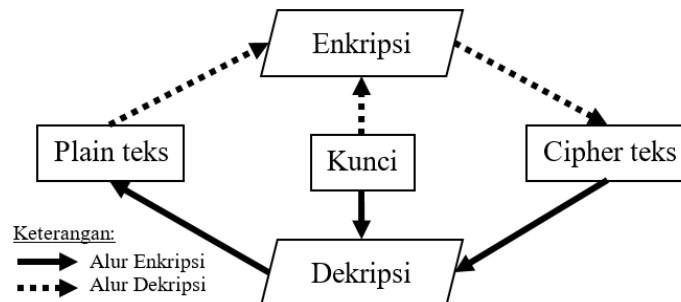 Enkripsi
Plain teks
Kunci
Cipher teks
Dekripsi
Keterangan:
Alur Enkripsi
Alur Dekripsi